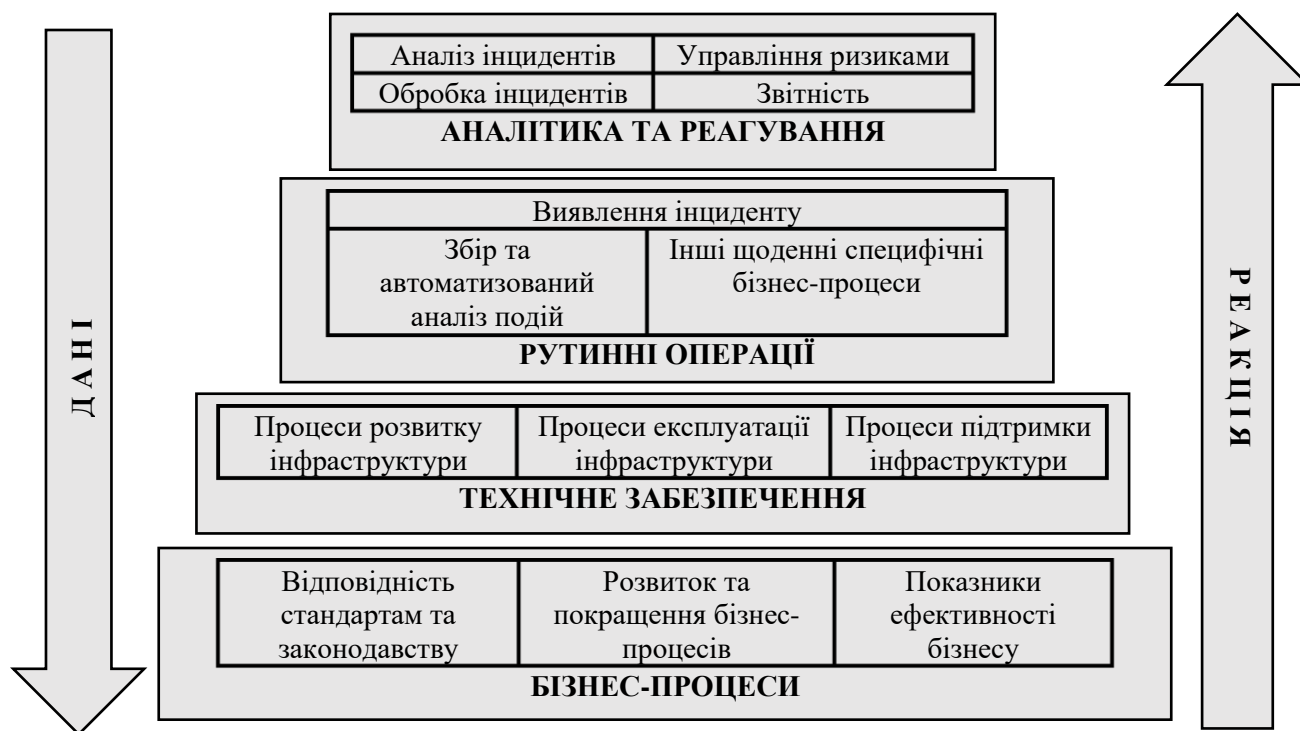 Аналіз інцидентів
Управління ризиками
Обробка інцидентів
Звітність
АНАЛІТИКА ТА РЕАГУВАННЯ
Виявлення інциденту
Збір та
автоматизований
аналіз подій
Інші щоденні специфічні
бізнес-процеси
РУТИННІ ОПЕРАЦІЇ
Процеси розвитку
інфраструктури
Процеси експлуатації
інфраструктури
Процеси підтримки
інфраструктури
ТЕХНІЧНЕ ЗАБЕЗПЕЧЕННЯ
Відповідність
стандартам та
законодавству
Розвиток та
покращення бізнес-
процесів
Показники
ефективності
бізнесу
БІЗНЕС-ПРОЦЕСИ
ДАНІ
РЕАКЦІЯ